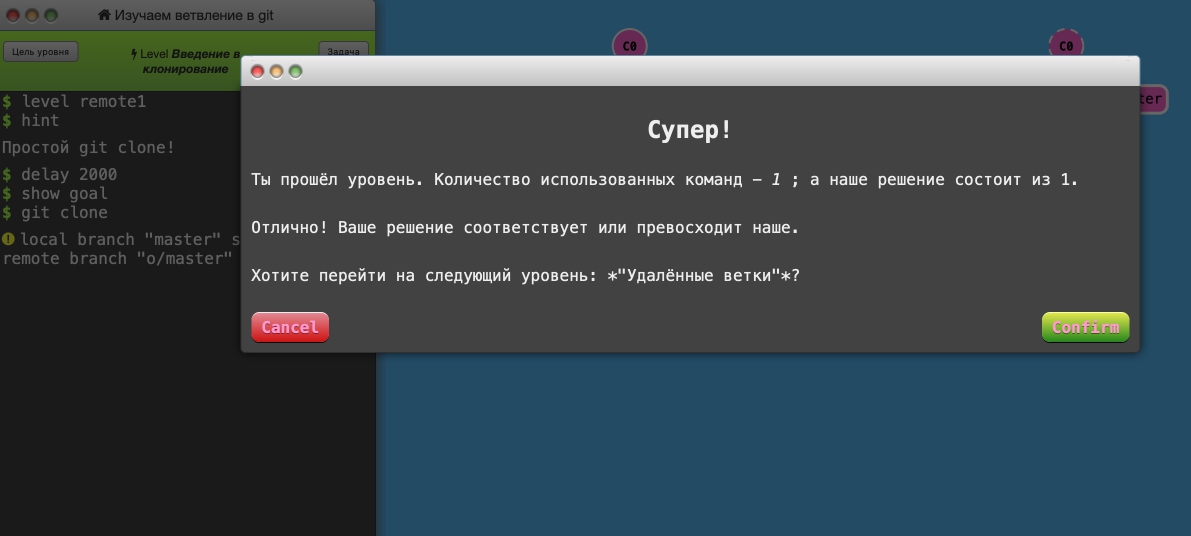 Изучаем ветвление в git
Цель уровня
Level Введение в
клонирование
Задача
$ level remote1
$ hint
Простой git clone!
$ delay 2000
$ show goal
$ git clone
local branch "master" s
remote branch "o/master"
C0
C0
ter
Супер!
Ты прошёл уровень. Количество использованных команд – 1 ; а наше решение состоит из 1.
Отлично! Ваше решение соответствует или превосходит наше.
Хотите перейти на следующий уровень: *"Удалённые ветки"*?
Cancel
Confirm